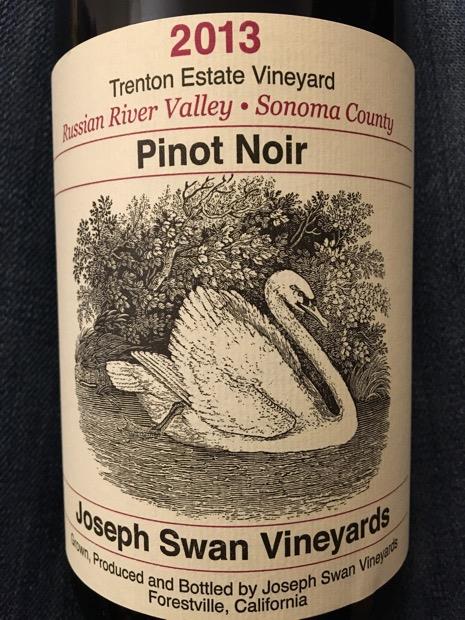 2013
Trenton Estate Vineyard
Russian River Valley • Sonoma County
Pinot Noir
Joseph Swan Vineyards
Grown, Produced and Bottled by Joseph Swan Vineyards
Forestville, California